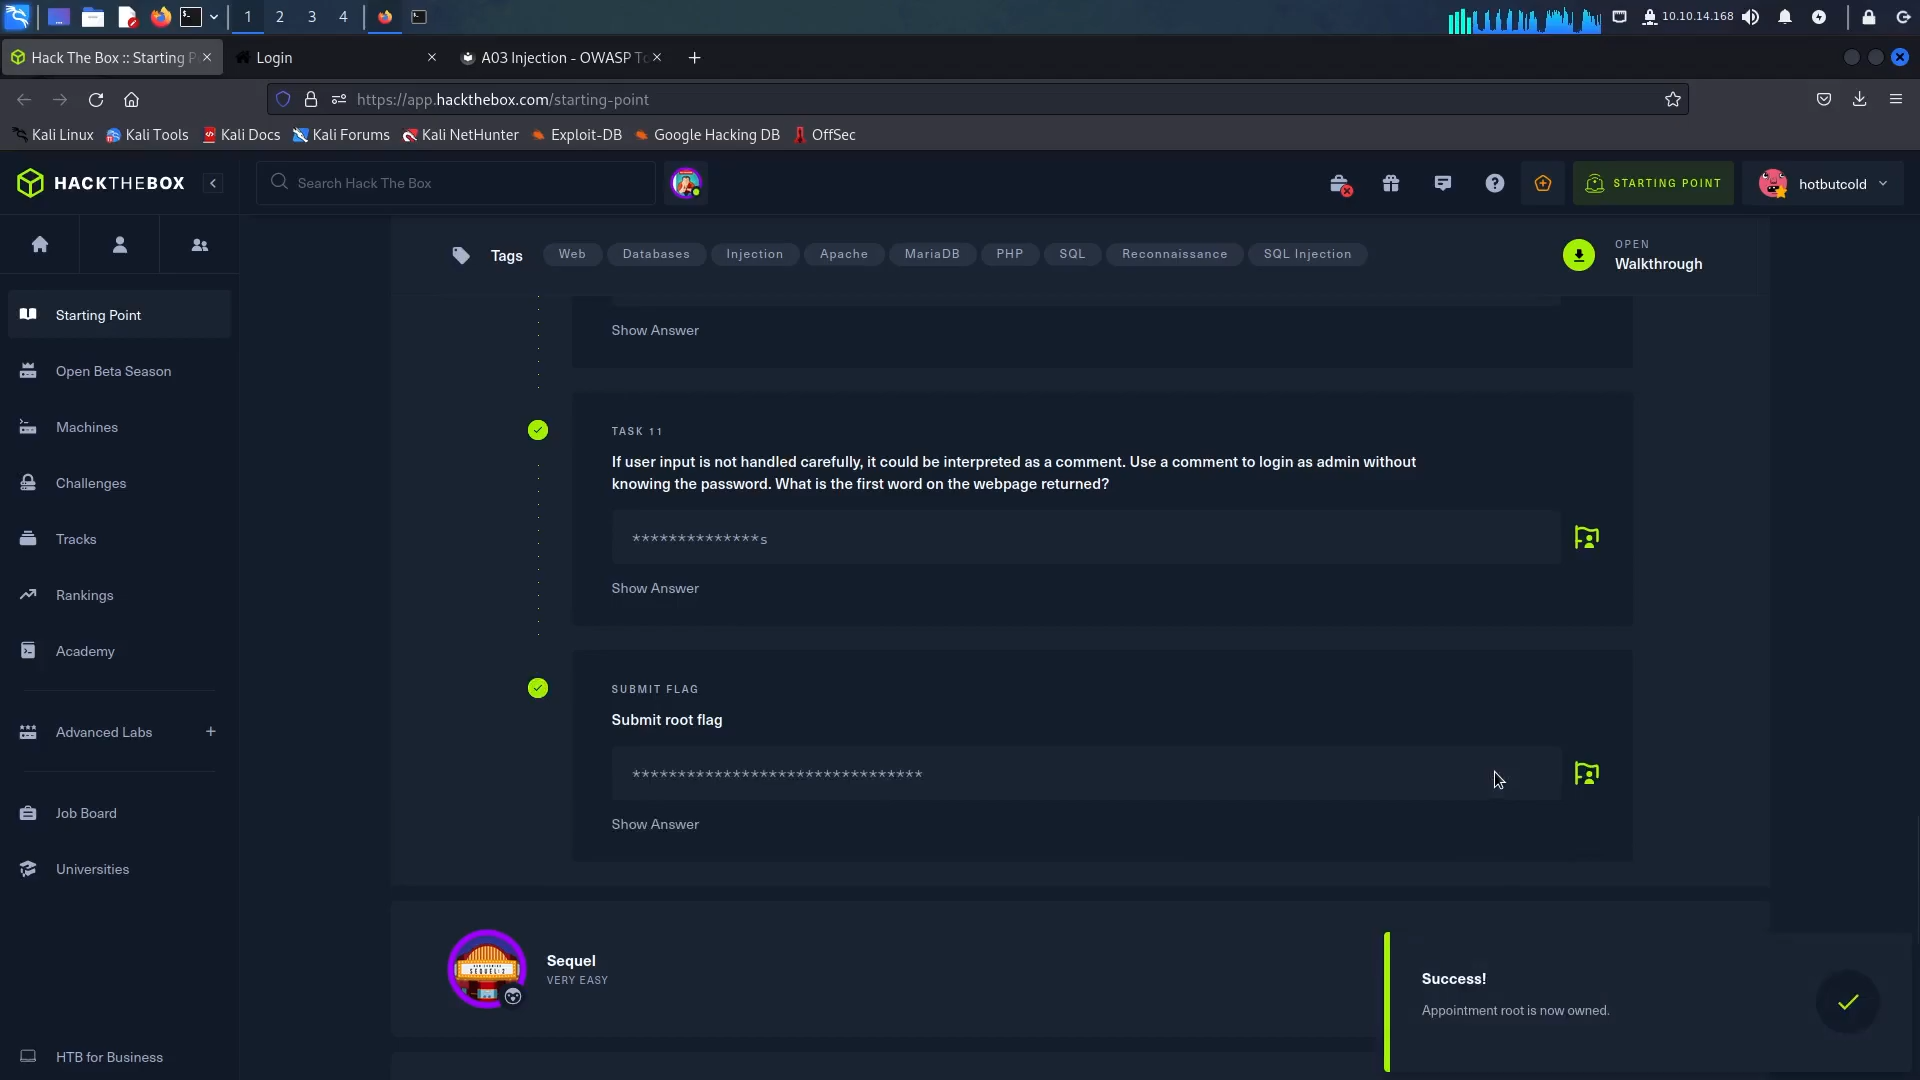 1
2
3
4
10.10.14.168
Hack The Box :: Starting P
Login
A03 Injection - OWASP To
https://app.hackthebox.com/starting-point
Kali Linux
Kali Tools
Kali Docs
Kali Forums
Kali NetHunter
Exploit-DB
Google Hacking DB
OffSec
HACKTHEBOX
Search Hack The Box
STARTING POINT
hotbutcold
Tags
Web
Databases
Injection
Apache
MariaDB
PHP
SQL
Reconnaissance
SQL Injection
OPEN
Walkthrough
Starting Point
Open Beta Season
Machines
Challenges
Tracks
Rankings
Academy
Advanced Labs +
Job Board
Universities
HTB for Business
Show Answer
TASK 11
If user input is not handled carefully, it could be interpreted as a comment. Use a comment to login as admin without
knowing the password. What is the first word on the webpage returned?
**************s
Show Answer
SUBMIT FLAG
Submit root flag
********************************
Show Answer
Sequel
VERY EASY
Success!
Appointment root is now owned.